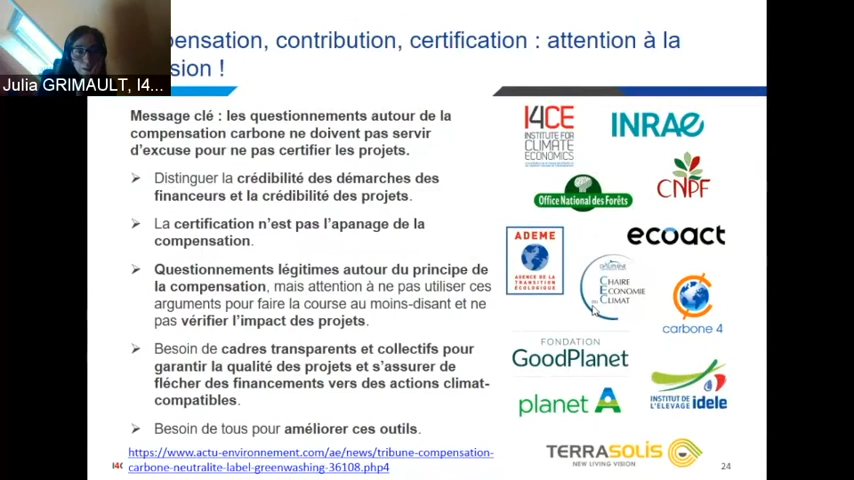 pensation, contribution, certification : attention à la
sion !
Julia GRIMAULT, I4...
Message clé : les questionnements autour de la
compensation carbone ne doivent pas servir
d'excuse pour ne pas certifier les projets.
Distinguer la crédibilité des démarches des
financeurs et la crédibilité des projets.
La certification n'est pas l'apanage de la
compensation.
Questionnements légitimes autour du principe de
la compensation, mais attention à ne pas utiliser ces
arguments pour faire la course au moins-disant et ne
pas vérifier l'impact des projets.
Besoin de cadres transparents et collectifs pour
garantir la qualité des projets et s'assurer de
flécher des financements vers des actions climat-
compatibles.
Besoin de tous pour améliorer ces outils.
https://www.actu-environnement.com/ae/news/tribune-compensation-
carbone-neutralite-label-greenwashing-36108.php4
I4CE
INSTITUTE FOR
CLIMATE
ECONOMICS
INRAE
Office National des Forêts
CNPF
ADEME
AGENCE DE LA
TRANSITION
ÉCOLOGIQUE
ecoact
CHAIRE
ECONOMIE
CLIMAT
carbone 4
FONDATION
GoodPlanet
planet A
INSTITUT DE
L'ELEVAGE idele
TERRASOLIS
NEW LIVING VISION
I4C
24